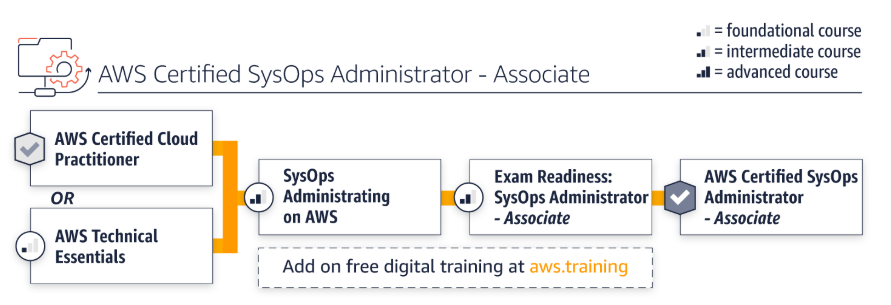 = foundational course
= intermediate course
= advanced course
AWS Certified SysOps Administrator - Associate
AWS Certified Cloud
Practitioner
OR
AWS Technical
Essentials
SysOps
Administrating
on AWS
Exam Readiness:
SysOps Administrator
- Associate
AWS Certified SysOps
Administrator
- Associate
Add on free digital training at aws.training